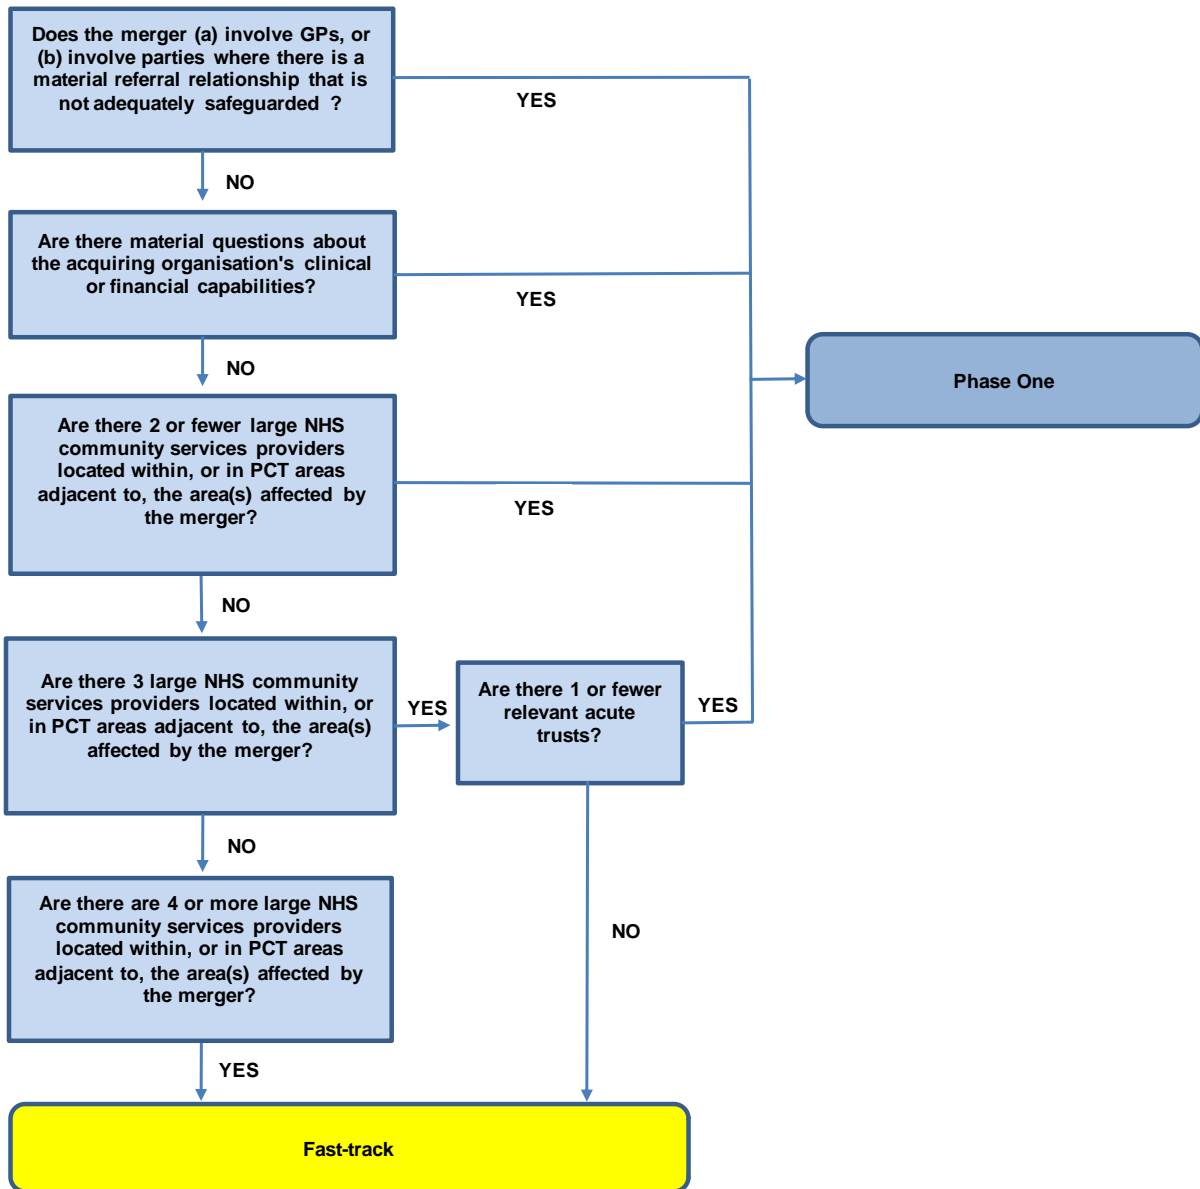 Does the merger (a) involve GPs, or
(b) involve parties where there is a
material referral relationship that is
not adequately safeguarded ?
YES
NO
Are there material questions about
the acquiring organisation's clinical
or financial capabilities?
YES
NO
Phase One
Are there 2 or fewer large NHS
community services providers
located within, or in PCT areas
adjacent to, the area(s) affected by
the merger?
YES
NO
Are there 3 large NHS community
services providers located within, or
in PCT areas adjacent to, the area(s)
affected by the merger?
YES
Are there 1 or fewer
relevant acute
trusts?
YES
NO
Are there are 4 or more large NHS
community services providers
located within, or in PCT areas
adjacent to, the area(s) affected by
the merger?
NO
YES
Fast-track